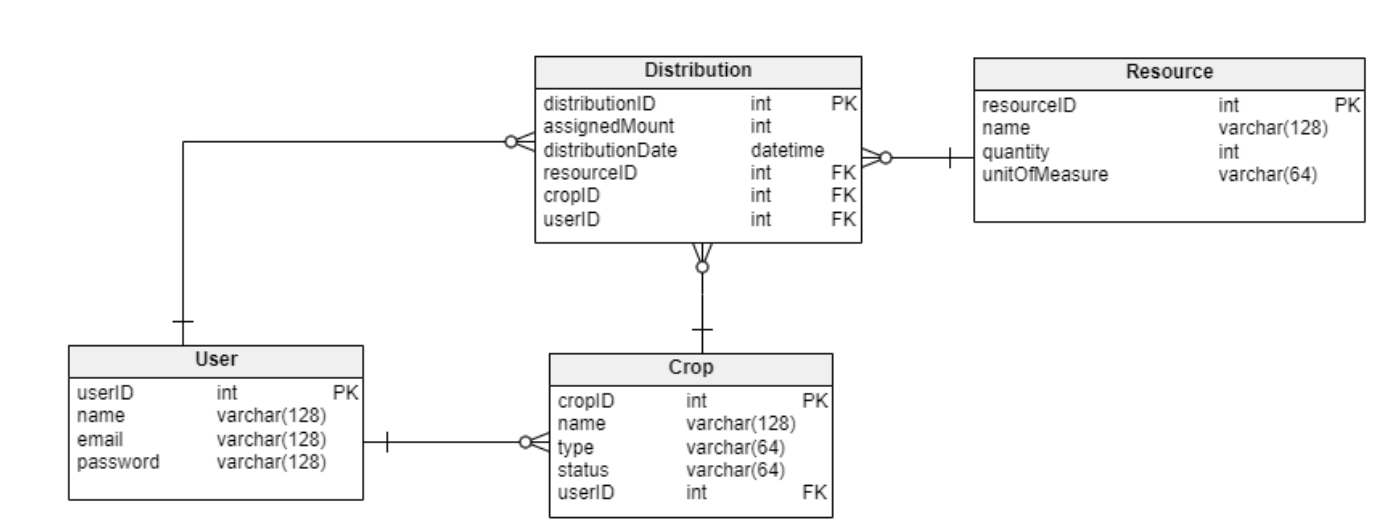 Distribution
distributionID int PK
assignedMount int
distributionDate datetime
resourceID int FK
cropID int FK
userID int FK
Resource
resourceID int PK
name varchar(128)
quantity int
unitOfMeasure varchar(64)
User
userID int PK
name varchar(128)
email varchar(128)
password varchar(128)
Crop
cropID int PK
name varchar(128)
type varchar(64)
status varchar(64)
userID int FK